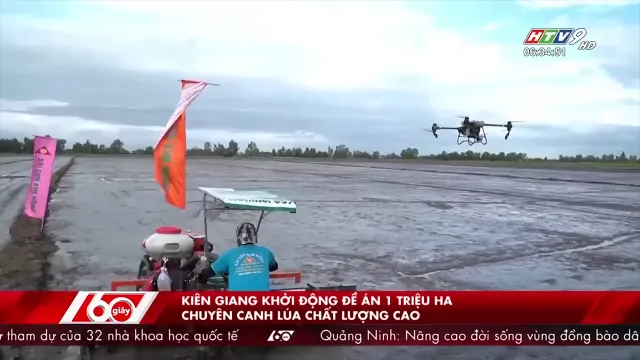 HTV9 HD
06:34:51
60 giây
KIÊN GIANG KHỞI ĐỘNG ĐỀ ÁN 1 TRIỆU HA
CHUYÊN CANH LÚA CHẤT LƯỢNG CAO
tham dự của 32 nhà khoa học quốc tế
Quảng Ninh: Nâng cao đời sống vùng đồng bào